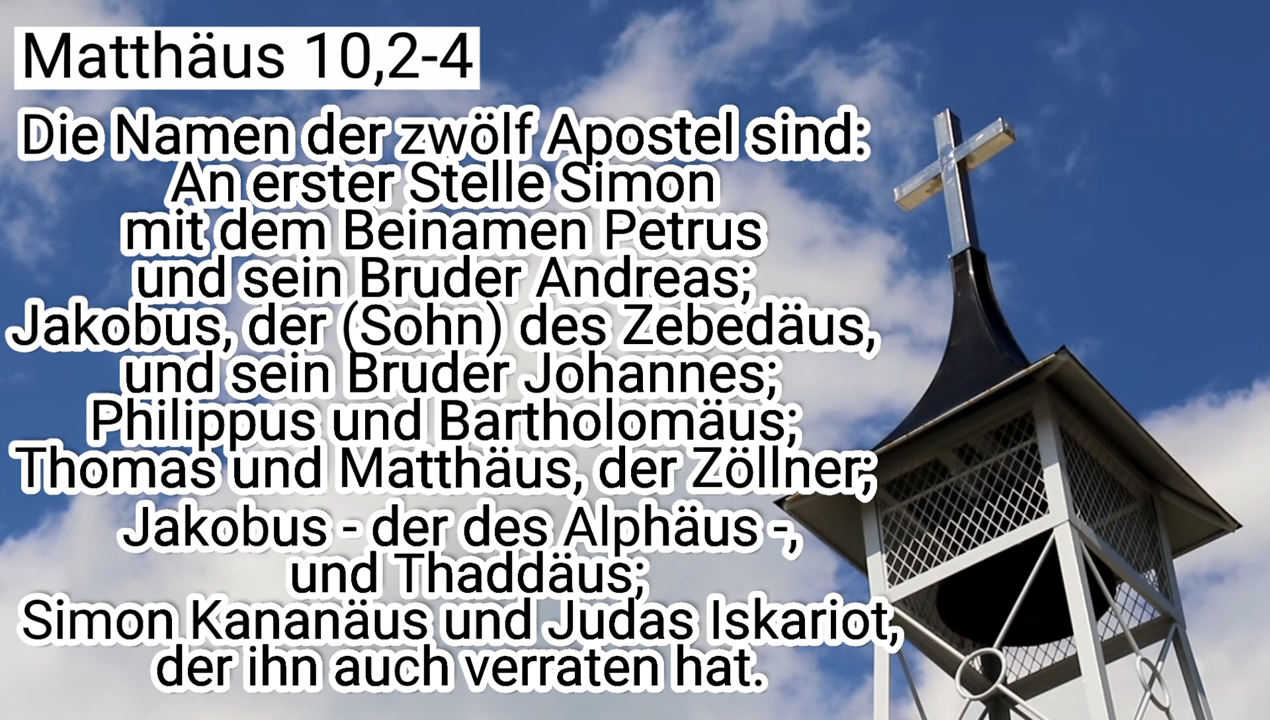 Matthäus 10,2-4
Die Namen der zwölf Apostel sind:
An erster Stelle Simon
mit dem Beinamen Petrus
und sein Bruder Andreas;
Jakobus, der (Sohn) des Zebedäus,
und sein Bruder Johannes;
Philippus und Bartholomäus;
Thomas und Matthäus, der Zöllner;
Jakobus - der des Alphäus -,
und Thaddäus;
Simon Kananäus und Judas Iskariot,
der ihn auch verraten hat.